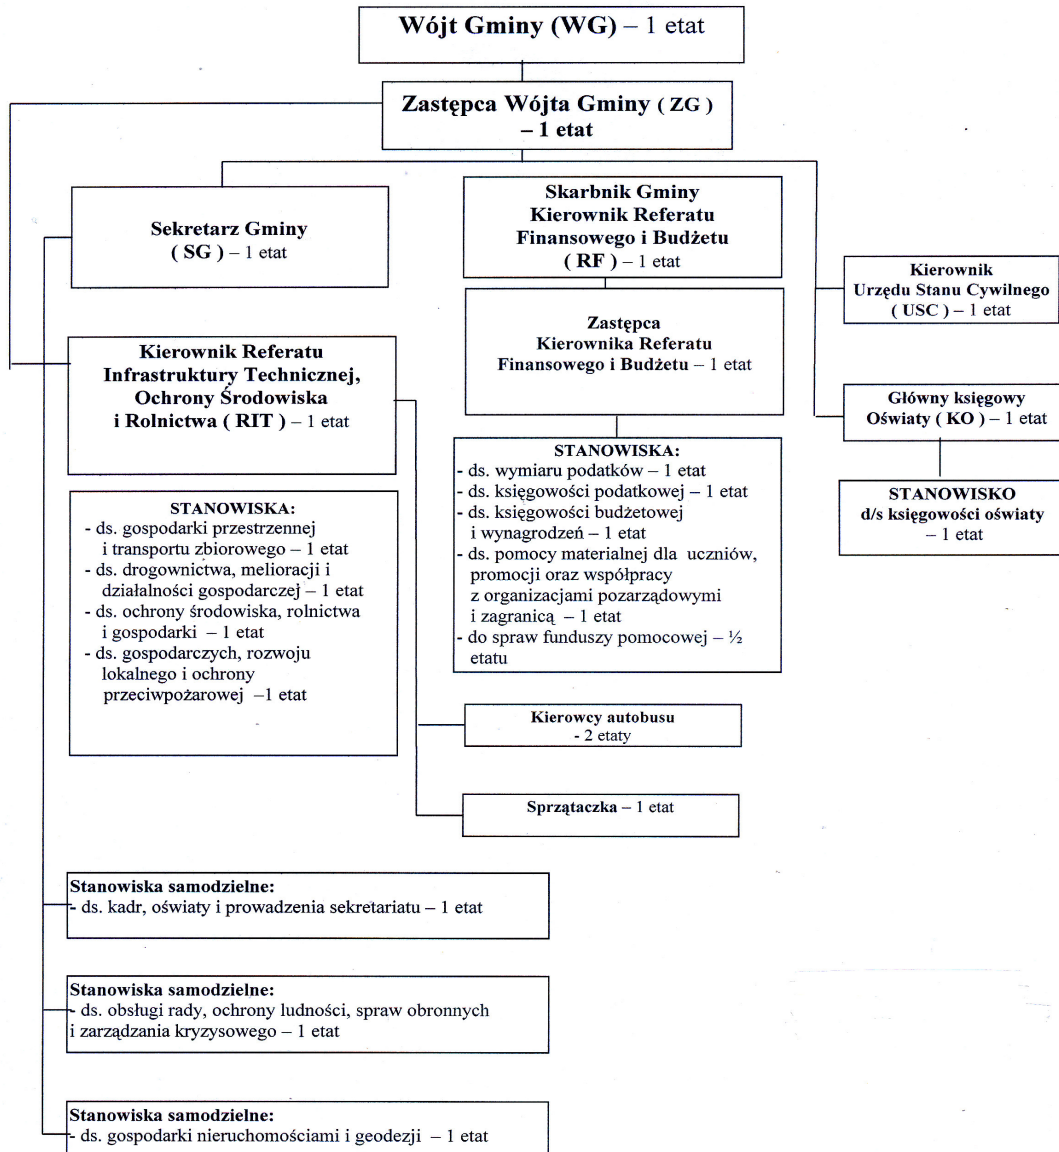 Wójt Gminy (WG) – 1 etat
Zastępca Wójta Gminy ( ZG )
– 1 etat
Sekretarz Gminy
( SG ) – 1 etat
Skarbnik Gminy
Kierownik Referatu
Finansowego i Budżetu
( RF ) – 1 etat
Kierownik
Urzędu Stanu Cywilnego
( USC ) – 1 etat
Zastępca
Kierownika Referatu
Finansowego i Budżetu – 1 etat
Kierownik Referatu
Infrastruktury Technicznej,
Ochrony Środowiska
i Rolnictwa ( RIT ) – 1 etat
Główny księgowy
Oświaty ( KO ) – 1 etat
STANOWISKO
d/s księgowości oświaty
– 1 etat
STANOWISKA:
- ds. wymiaru podatków – 1 etat
- ds. księgowości podatkowej – 1 etat
- ds. księgowości budżetowej
i wynagrodzeń – 1 etat
- ds. pomocy materialnej dla uczniów,
promocji oraz współpracy
z organizacjami pozarządowymi
i zagranicą – 1 etat
- do spraw funduszy pomocowej – ½
etatu
STANOWISKA:
- ds. gospodarki przestrzennej
i transportu zbiorowego – 1 etat
- ds. drogownictwa, melioracji i
działalności gospodarczej – 1 etat
- ds. ochrony środowiska, rolnictwa
i gospodarki – 1 etat
- ds. gospodarczych, rozwoju
lokalnego i ochrony
przeciwpożarowej –1 etat
Kierowcy autobusu
- 2 etaty
Sprzątaczka – 1 etat
Stanowiska samodzielne:
- ds. kadr, oświaty i prowadzenia sekretariatu – 1 etat
Stanowiska samodzielne:
- ds. obsługi rady, ochrony ludności, spraw obronnych
i zarządzania kryzysowego – 1 etat
Stanowiska samodzielne:
- ds. gospodarki nieruchomościami i geodezji – 1 etat